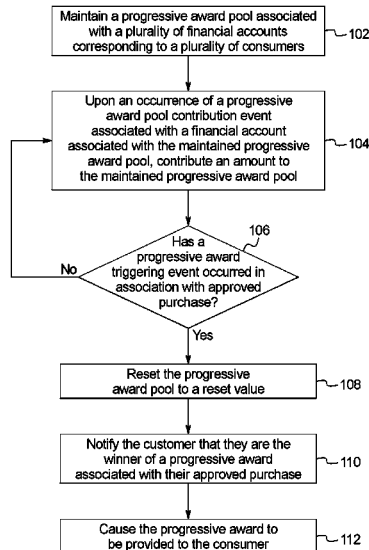 Maintain a progressive award pool associated
with a plurality of financial accounts
corresponding to a plurality of consumers
102
Upon an occurrence of a progressive
award pool contribution event
associated with a financial account
associated with the maintained progressive
award pool, contribute an amount to
the maintained progressive award pool
104
Has a
progressive award
triggering event occurred in
association with approved
purchase?
106
No
Yes
Reset the progressive
award pool to a reset value
108
Notify the customer that they are the
winner of a progressive award
associated with their approved purchase
110
Cause the progressive award to
be provided to the consumer
112